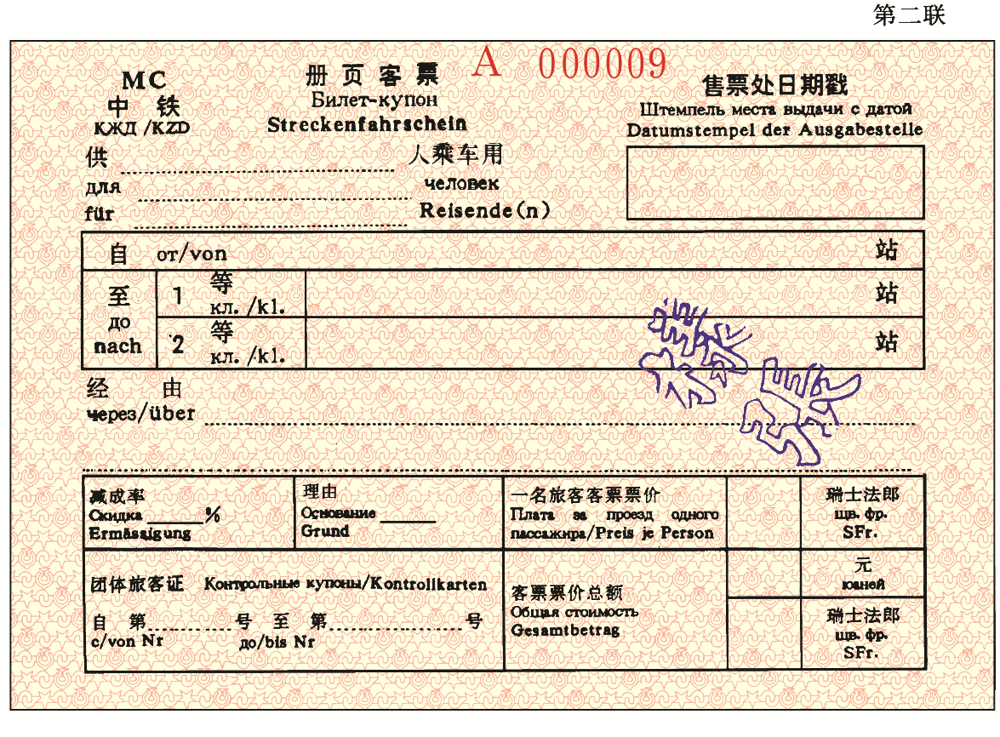 第二联
MC
中 铁
КЖД /KZD
册 页 客 票
Билет-купон
Streckenfahrschein
A 000009
售票处日期戳
Штемпель места выдачи с датой
Datumstempel der Ausgabestelle
供 人乘车用
для человек
für Reisende(n)
自 от/von 站
至
до
nach
1 等
кл. /kl.
站
2 等
кл. /kl.
站
经 由
через/über
减成率
Скидка %
Ermässigung
理由
Основание
Grund
一名旅客客票票价
Плата за проезд одного
пассажира/Preis je Person
瑞士法郎
щв. фр.
SFr.
团体旅客证 Контрольные купоны/Kontrollkarten
自 第 号 至 第 号
с/von Nr до/bis Nr
客票票价总额
Общая стоимость
Gesamtbetrag
元
юаней
瑞士法郎
щв. фр.
SFr.